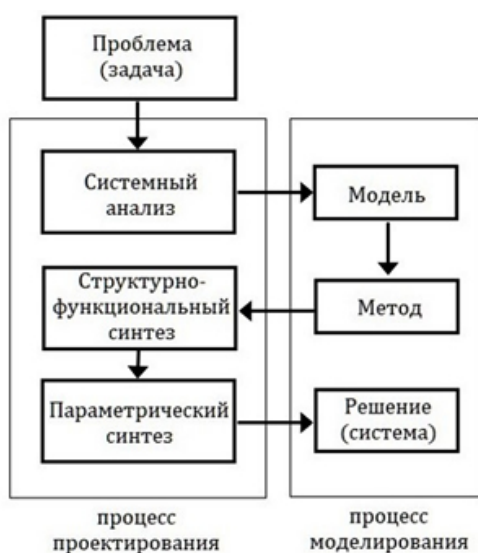 Проблема
(задача)
Системный
анализ
Модель
Структурно-
функциональный
синтез
Метод
Параметрический
синтез
Решение
(система)
процесс
проектирования
процесс
моделирования